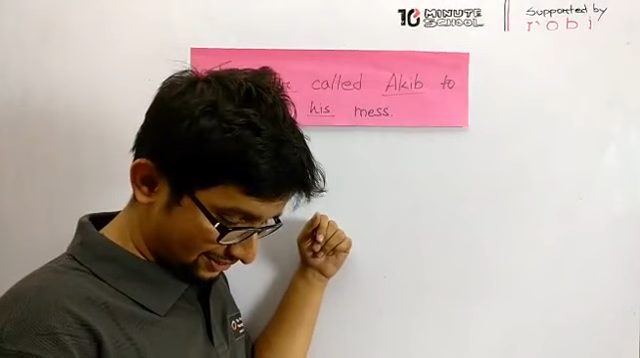 10 MINUTE
SCHOOL
Supported by
robi
called Akib to
his mess.